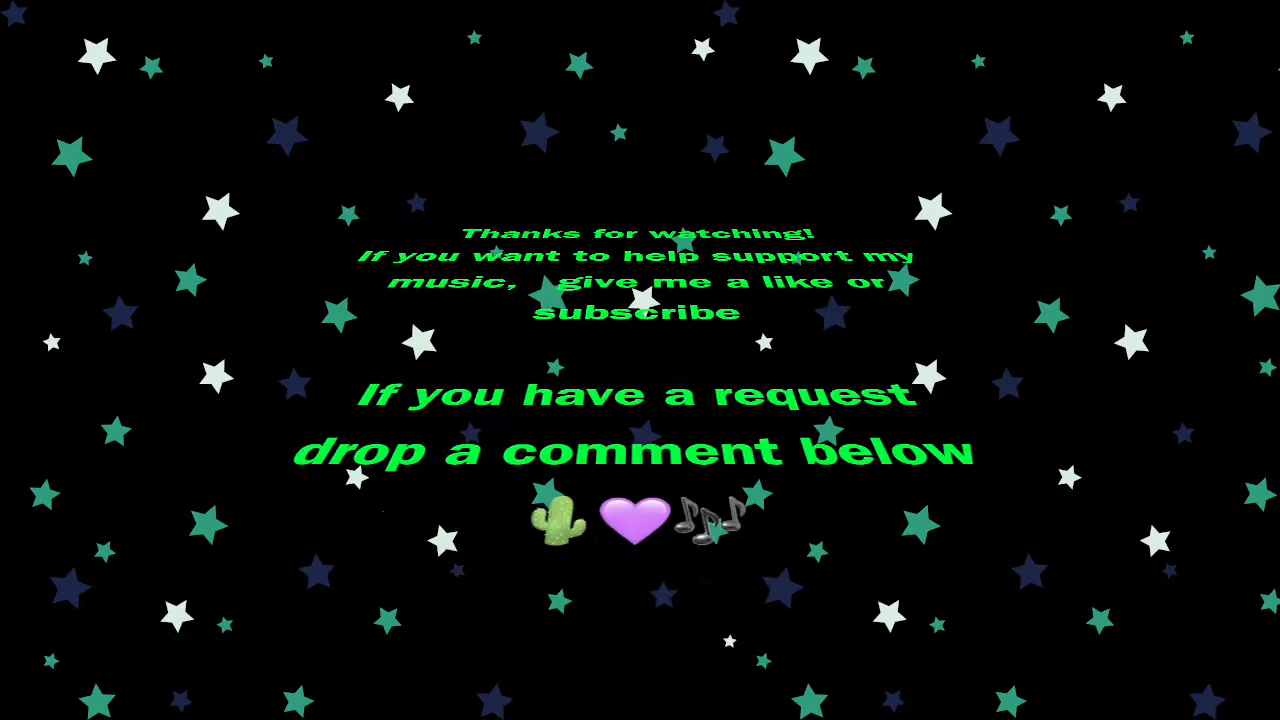 Thanks for watching!
If you want to help support my
music, give me a like or
subscribe
If you have a request
drop a comment below
🌵💜🎶